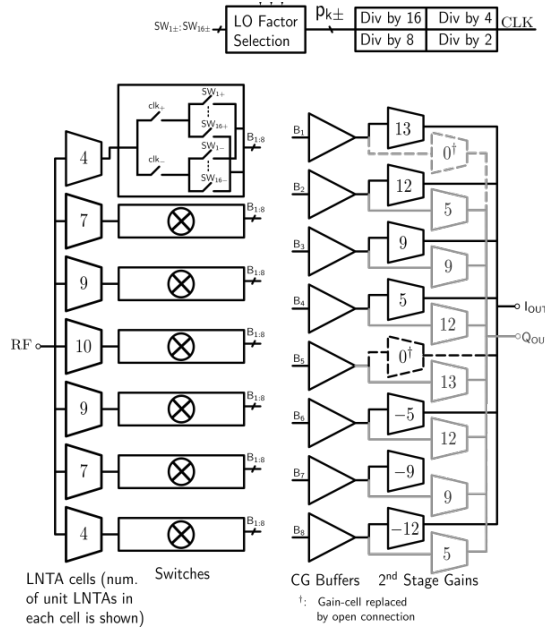 SW1±:SW16±
LO Factor
Selection
pk±
Div by 16
Div by 4
Div by 8
Div by 2
CLK
clk+
SW1+
SW16+
clk−
SW1−
SW16−
B1:8
4
7
B1:8
9
B1:8
RF
10
B1:8
9
B1:8
7
B1:8
4
B1:8
LNTA cells (num.
of unit LNTAs in
each cell is shown)
Switches
B1
13
0†
B2
12
5
B3
9
9
B4
5
12
IOUT
QOU
B5
0†
13
B6
−5
12
B7
−9
9
B8
−12
5
CG Buffers
2nd Stage Gains
†: Gain-cell replaced
by open connection